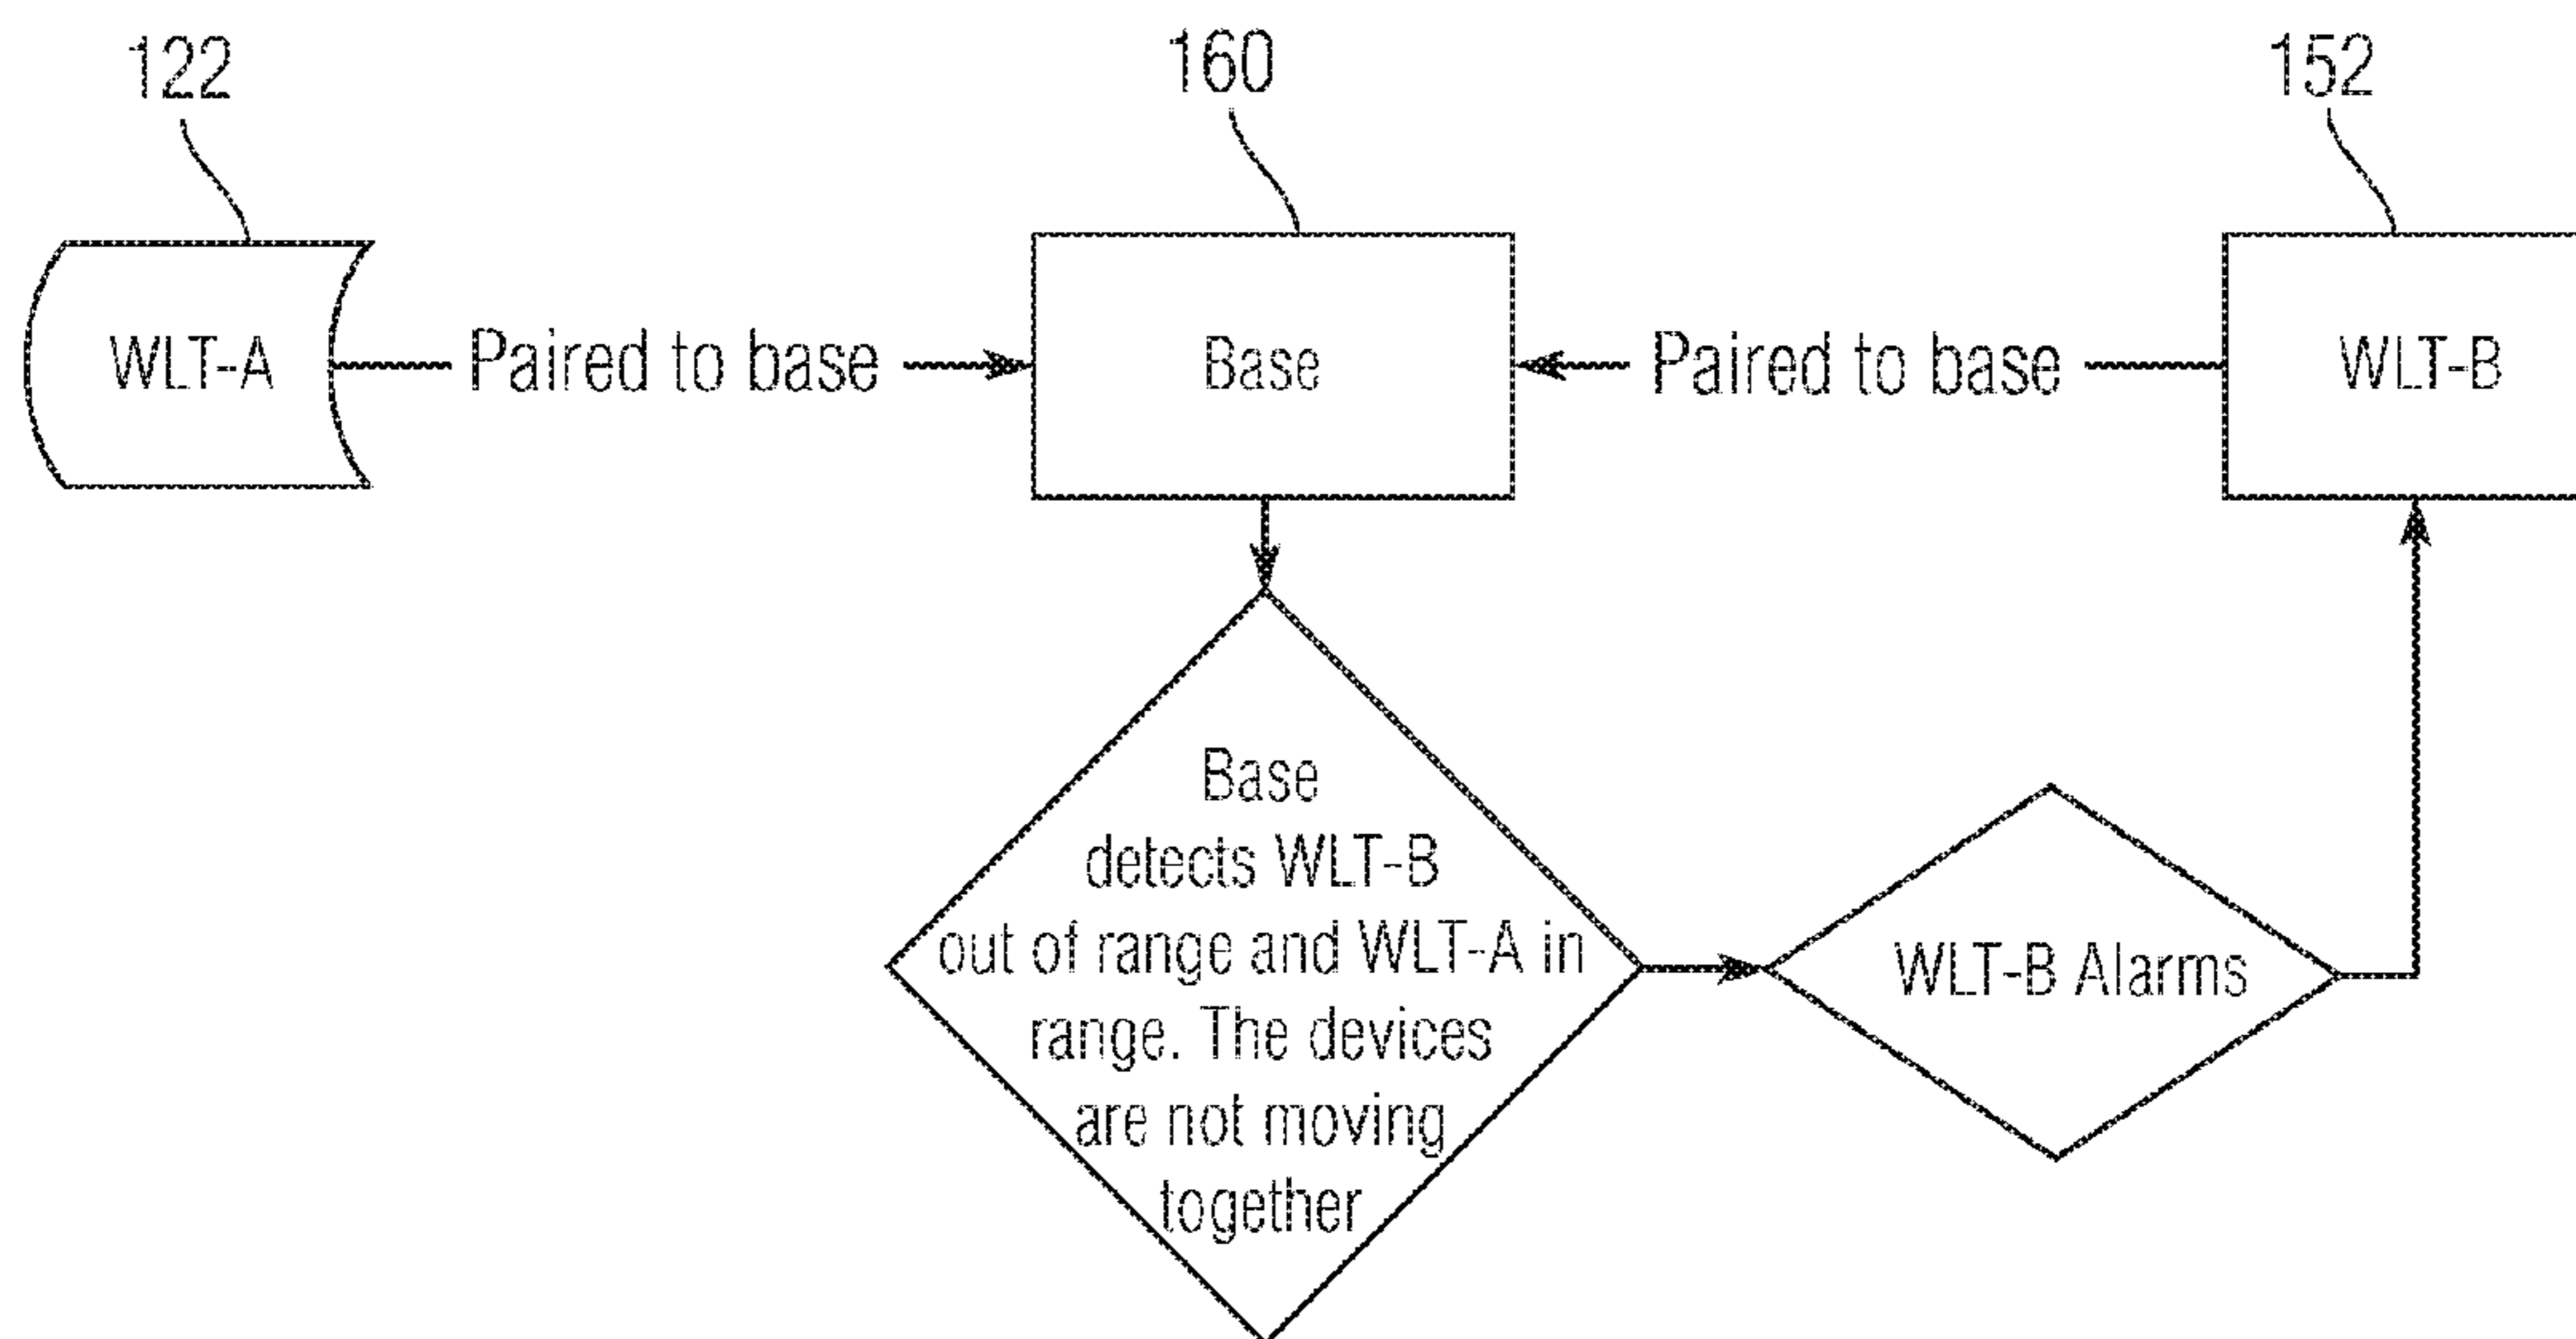 122
160
152
WLT-A
Paired to base
Base
Paired to base
WLT-B
Base
detects WLT-B
out of range and WLT-A in
range. The devices
are not moving
together
WLT-B Alarms